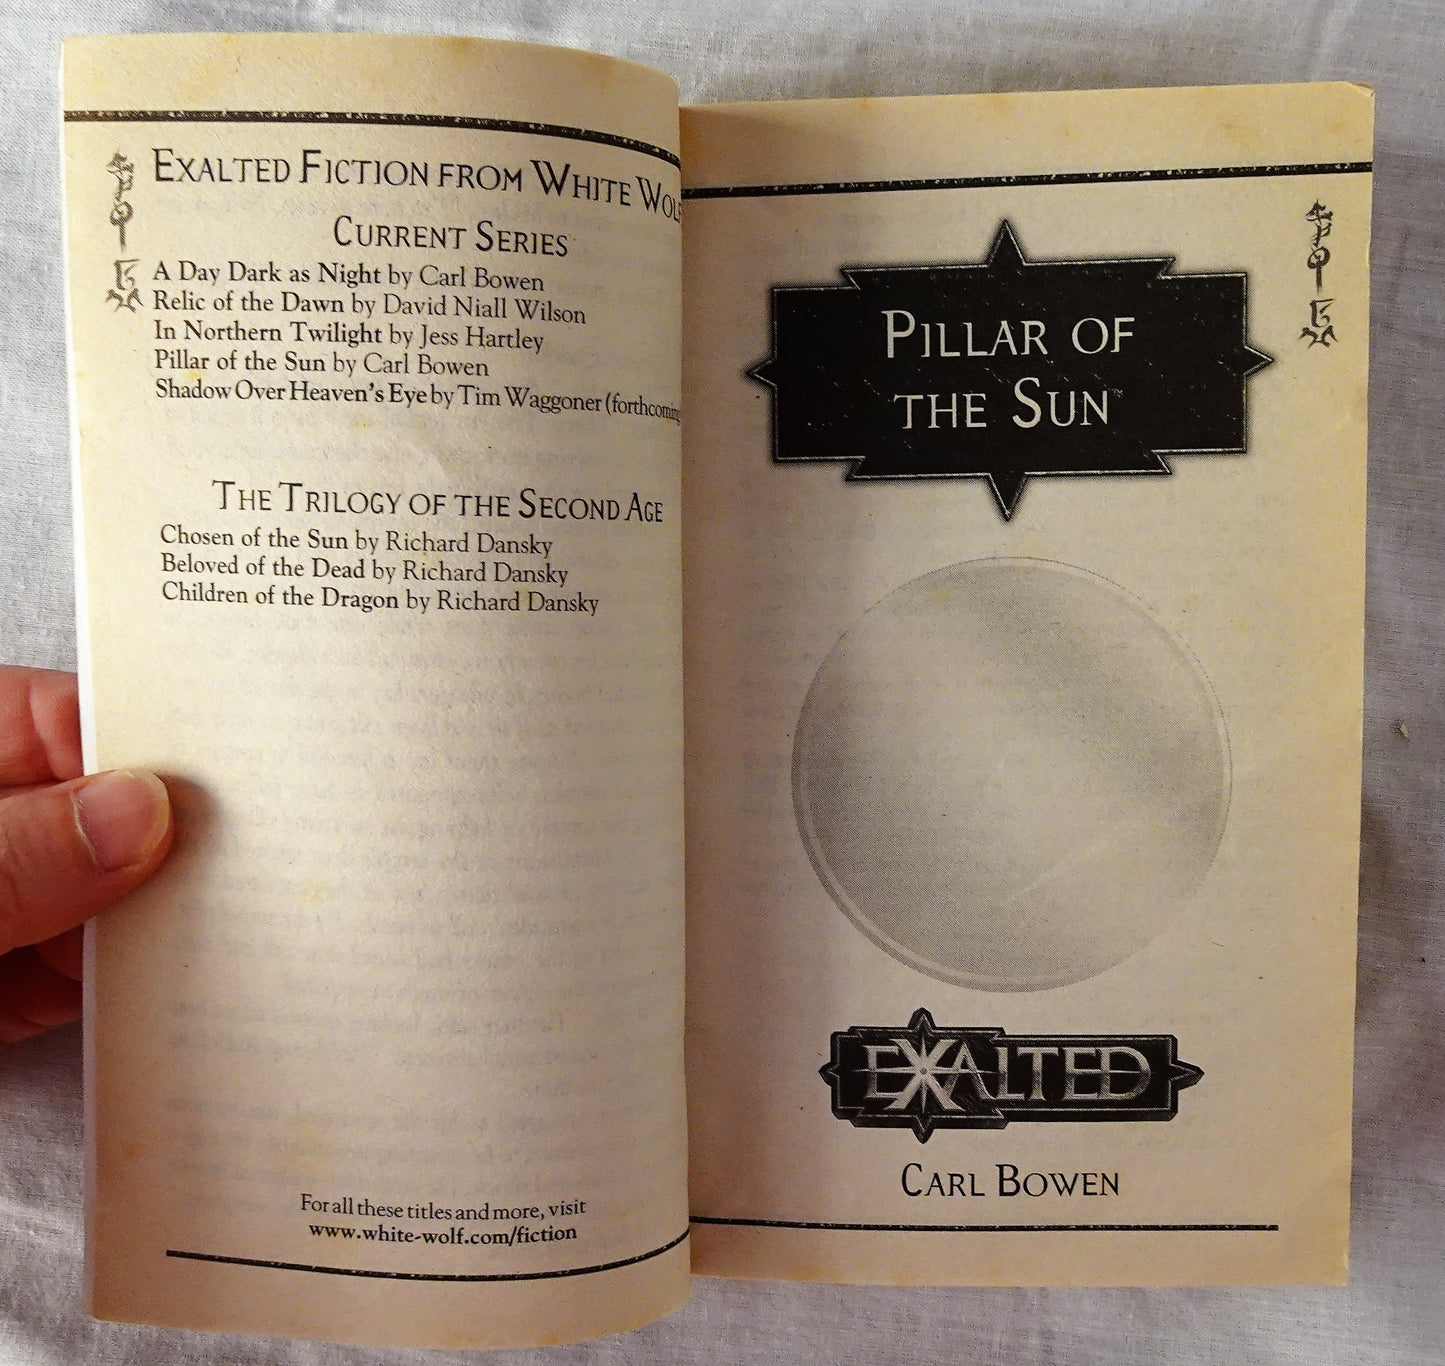 EXALTED FICTION FROM WHITE WOLF
CURRENT SERIES
A Day Dark as Night by Carl Bowen
Relic of the Dawn by David Niall Wilson
In Northern Twilight by Jess Hartley
Pillar of the Sun by Carl Bowen
Shadow Over Heaven's Eye by Tim Waggoner (forthcoming
THE TRILOGY OF THE SECOND AGE
Chosen of the Sun by Richard Dansky
Beloved of the Dead by Richard Dansky
Children of the Dragon by Richard Dansky
For all these titles and more, visit
www.white-wolf.com/fiction
PILLAR OF
THE SUN™
EXALTED
CARL BOWEN